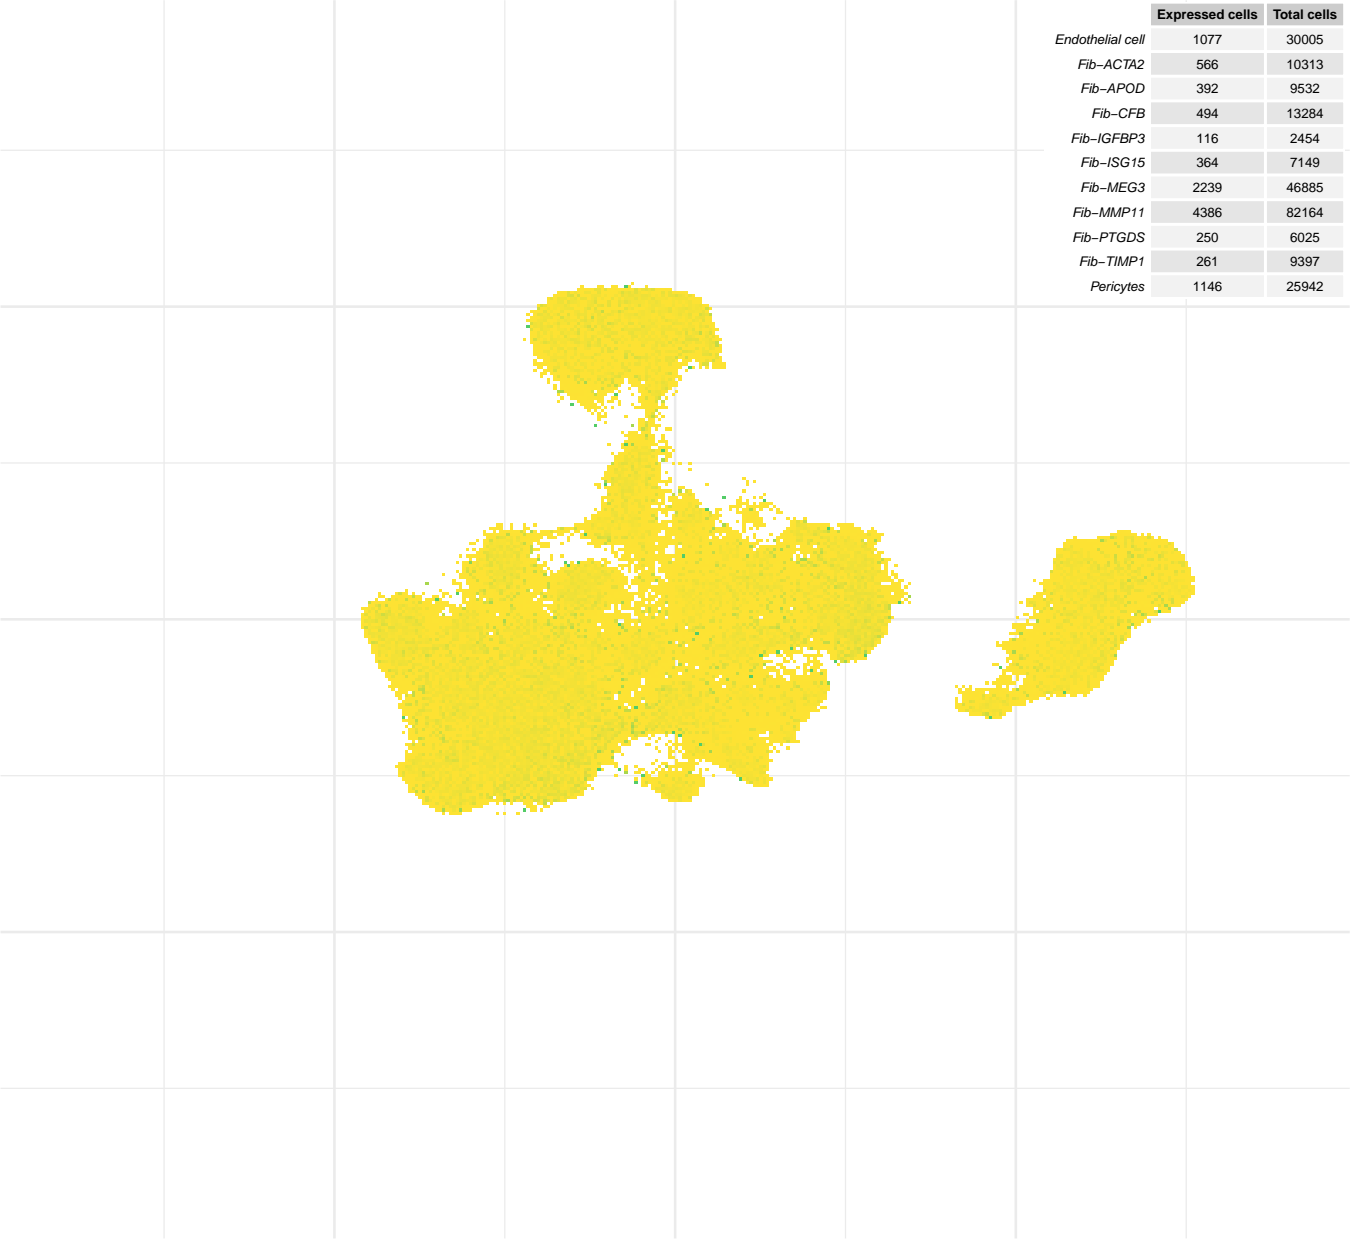 Expressed cells Total cells
Endothelial cell 1077 30005
Fib−ACTA2 566 10313
Fib−APOD 392 9532
Fib−CFB 494 13284
Fib−IGFBP3 116 2454
Fib−ISG15 364 7149
Fib−MEG3 2239 46885
Fib−MMP11 4386 82164
Fib−PTGDS 250 6025
Fib−TIMP1 261 9397
Pericytes 1146 25942